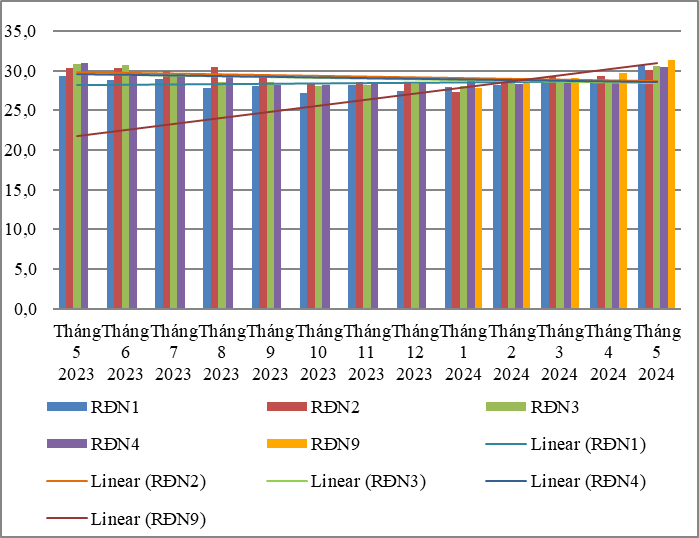 35,0
30,0
25,0
20,0
15,0
10,0
5,0
0,0
Tháng Tháng Tháng Tháng Tháng Tháng Tháng Tháng Tháng Tháng Tháng Tháng Tháng
5 6 7 8 9 10 11 12 1 2 3 4 5
2023 2023 2023 2023 2023 2023 2023 2023 2024 2024 2024 2024 2024
RĐN1 RĐN2 RĐN3
RĐN4 RĐN9 Linear (RĐN1)
Linear (RĐN2) Linear (RĐN3) Linear (RĐN4)
Linear (RĐN9)